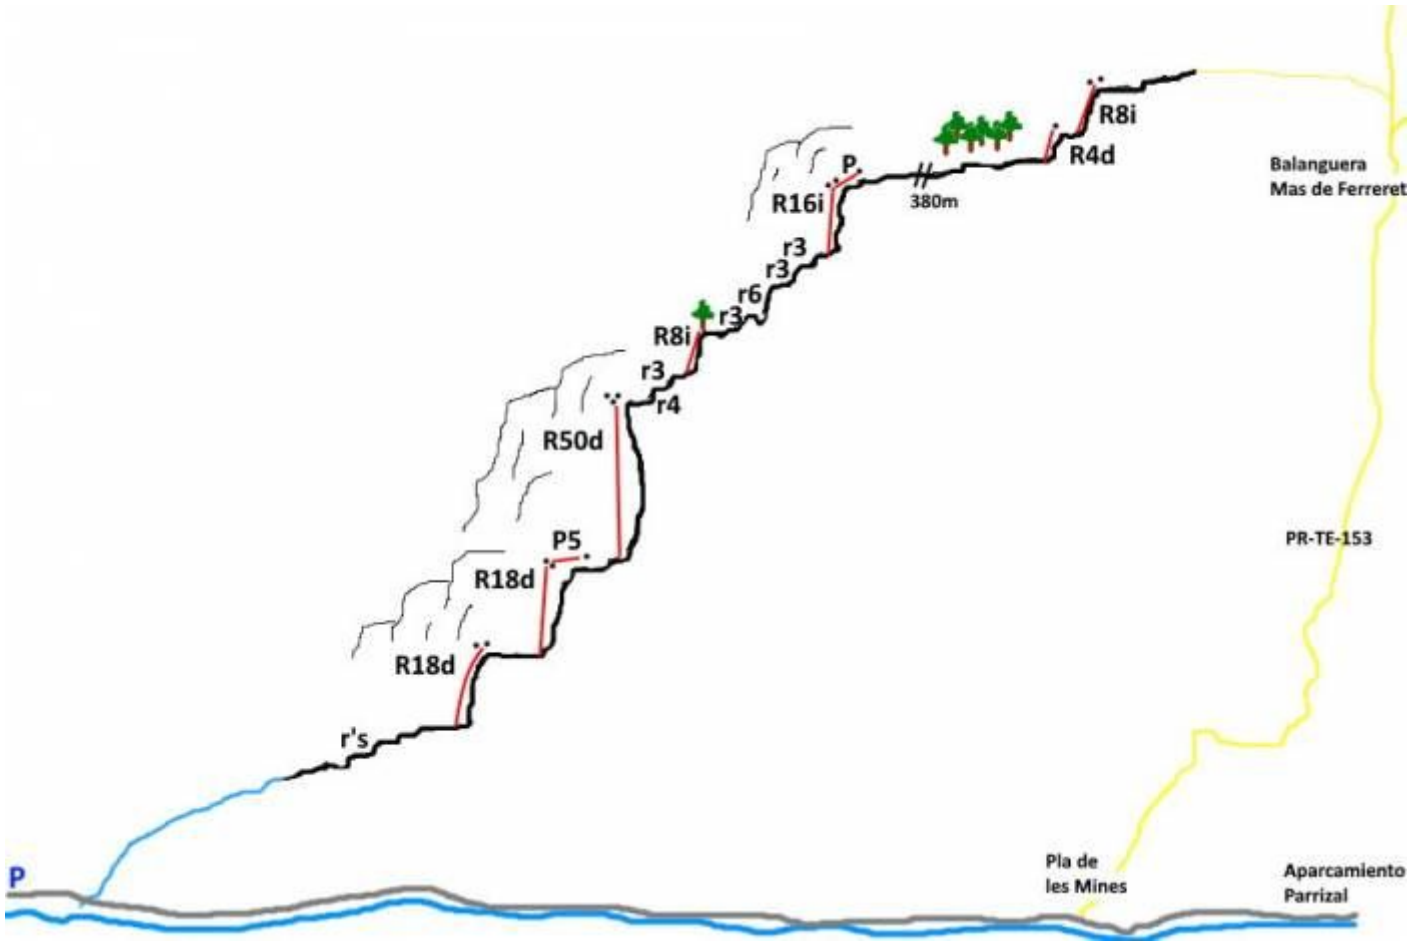 R8i
R4d
P
R16i
380m
Balanguera
Mas de Ferreret
r3
r3
r6
r3
R8i
r3
r4
R50d
P5
R18d
PR-TE-153
R18d
r's
Pla de
les Mines
Aparcamiento
Parrizal
P